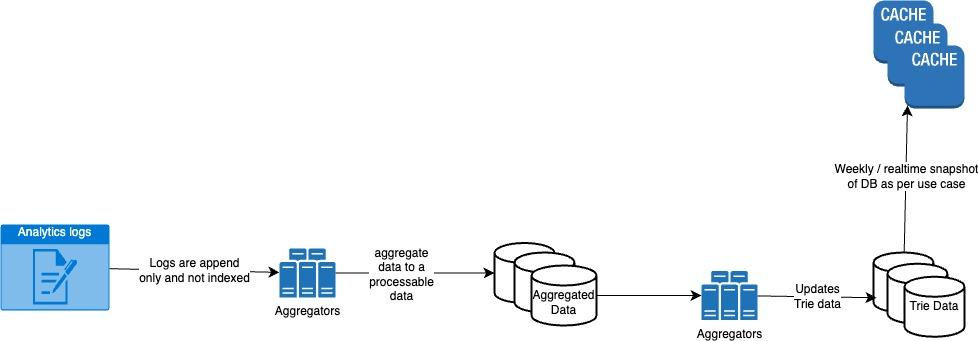 CACHE
CACHE
CACHE
Weekly / realtime snapshot
of DB as per use case
Analytics logs
Logs are append
only and not indexed
Aggregators
aggregate
data to a
processable
data
Aggregated
Data
Aggregators
Updates
Trie data
Trie Data